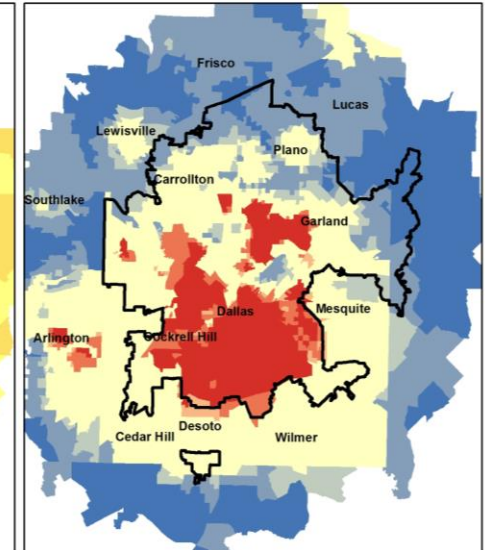 Frisco
Lucas
Lewisville
Plano
Carrollton
Southlake
Garland
Dallas
Mesquite
Arlington
Cockrell Hill
Desoto
Cedar Hill
Wilmer